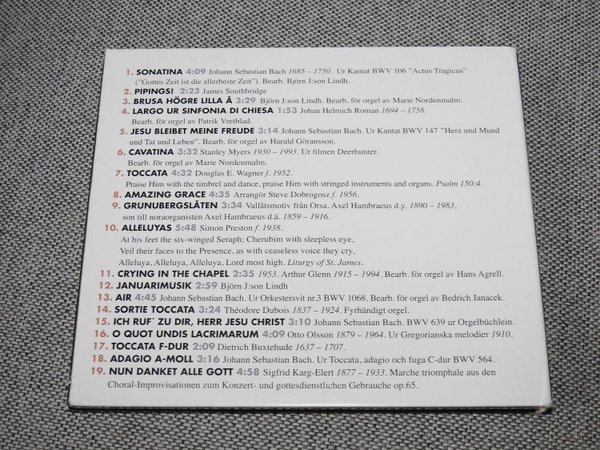 1. SONATINA 4:09 Johann Sebastian Bach 1685 – 1750. Ur Kantat BWV 106 "Actus Tragicus"
("Gottes Zeit ist die allerbeste Zeit"). Bearb. Björn J:son Lindh.
2. PIPINGS! 2:23 James Southbridge
3. BRUSA HÖGRE LILLA Å 3:29 Björn J:son Lindh. Bearb. för orgel av Marie Nordenmalm.
4. LARGO UR SINFONIA DI CHIESA 1:53 Johan Helmich Roman 1694 – 1758.
Bearb. för orgel av Patrik Vretblad.
5. JESU BLEIBET MEINE FREUDE 3:14 Johann Sebastian Bach. Ur Kantat BWV 147 "Herz und Mund
und Tat und Leben". Bearb. för orgel av Harald Göransson.
6. CAVATINA 3:32 Stanley Myers 1930 – 1993. Ur filmen Deerhunter.
Bearb. för orgel av Marie Nordenmalm.
7. TOCCATA 4:32 Douglas E. Wagner f. 1952.
Praise Him with the timbrel and dance, praise Him with stringed instruments and organs. Psalm 150:4.
8. AMAZING GRACE 4:35 Arrangör Steve Dobrogosz f. 1956.
9. GRUNUBERGSLÅTEN 3:34 Vallåtsmotiv från Orsa. Axel Hambraeus d.y. 1890 – 1983,
son till noraorganisten Axel Hambraeus d.ä. 1859 – 1916.
10. ALLELUYAS 5:48 Simon Preston f. 1938.
At his feet the six-winged Seraph; Cherubim with sleepless eye,
Veil their faces to the Presence, as with ceaseless voice they cry,
Alleluya, Alleluya, Alleluya, Lord most high. Liturgy of St. James.
11. CRYING IN THE CHAPEL 2:35 1953. Arthur Glenn 1915 – 1994. Bearb. för orgel av Hans Agrell.
12. JANUARIMUSIK 2:59 Björn J:son Lindh
13. AIR 4:45 Johann Sebastian Bach. Ur Orkestersvit nr.3 BWV 1068. Bearb. för orgel av Bedrich Janacek.
14. SORTIE TOCCATA 3:24 Théodore Dubois 1837 – 1924. Fyrhändigt orgel.
15. ICH RUF' ZU DIR, HERR JESU CHRIST 3:10 Johann Sebastian Bach. BWV 639 ur Orgelbüchlein.
16. O QUOT UNDIS LACRIMARUM 4:09 Otto Olsson 1879 – 1964. Ur Gregorianska melodier 1910.
17. TOCCATA F-DUR 2:09 Dietrich Buxtehude 1637 – 1707.
18. ADAGIO A-MOLL 3:16 Johann Sebastian Bach. Ur Toccata, adagio och fuga C-dur BWV 564.
19. NUN DANKET ALLE GOTT 4:58 Sigfrid Karg-Elert 1877 – 1933. Marche triomphale aus den
Choral-Improvisationen zum Konzert- und gottesdienstlichen Gebrauche op.65.